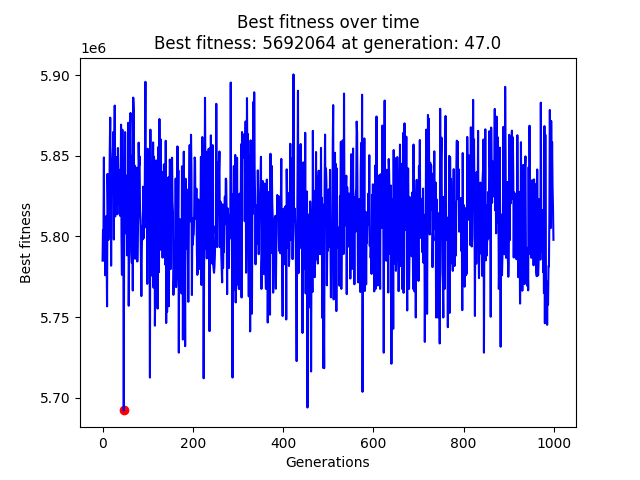 Best fitness over time
Best fitness: 5692064 at generation: 47.0
1e6
5.90
5.85
5.80
5.75
5.70
Best fitness
0
200
400
600
800
1000
Generations